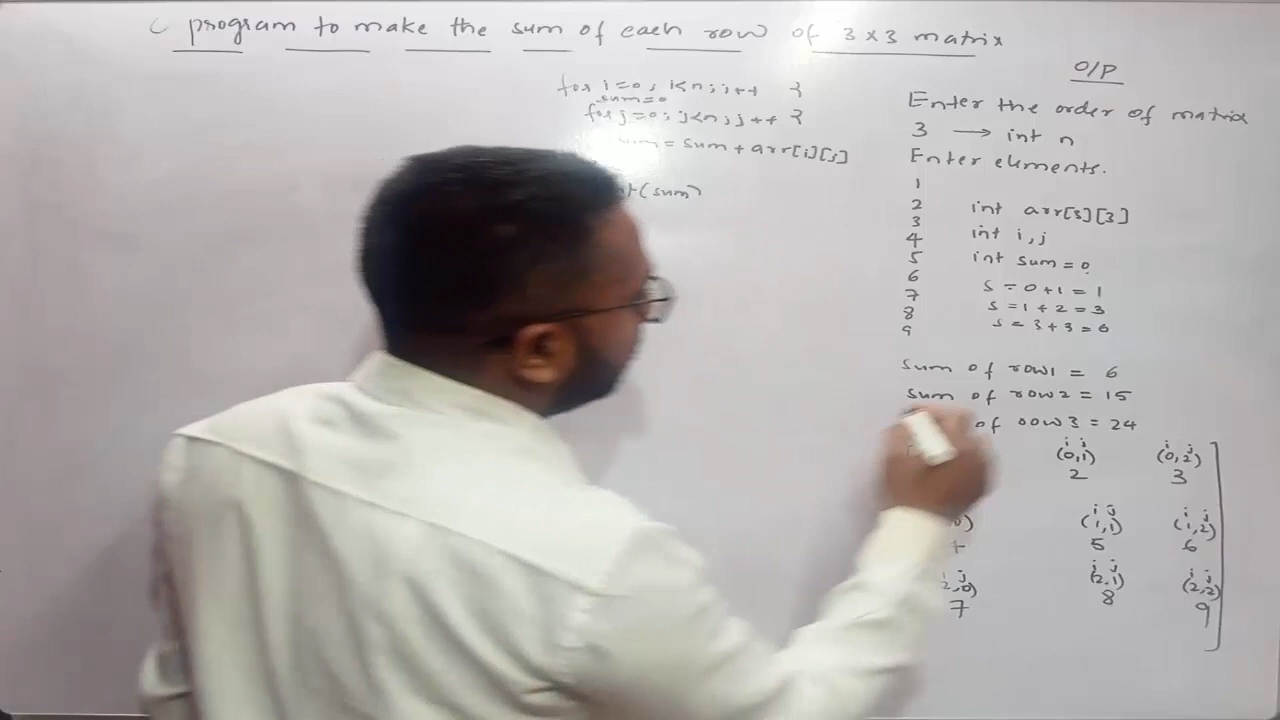 C program to make the sum of each row of 3x3 matrix
for i=0; i<n; i++ {
sum=0
for j=0; j<n; j++ {
= sum + arr[i][j]
(sum)
O/P
Enter the order of matrix
3 → int n
Enter elements.
1
2 int arr[3][3]
3
4 int i,j
5 int sum = 0
6
7 s = 0+1 = 1
8 s = 1+2 = 3
9 s = 3+3 = 6
sum of row1 = 6
sum of row2 = 15
of row3 = 24
i j i j
(0,1) (0,2)
2 3
i j i j
(1,1) (1,2)
5 6
j i j i j
2,0) (2,1) (2,2)
7 8 9